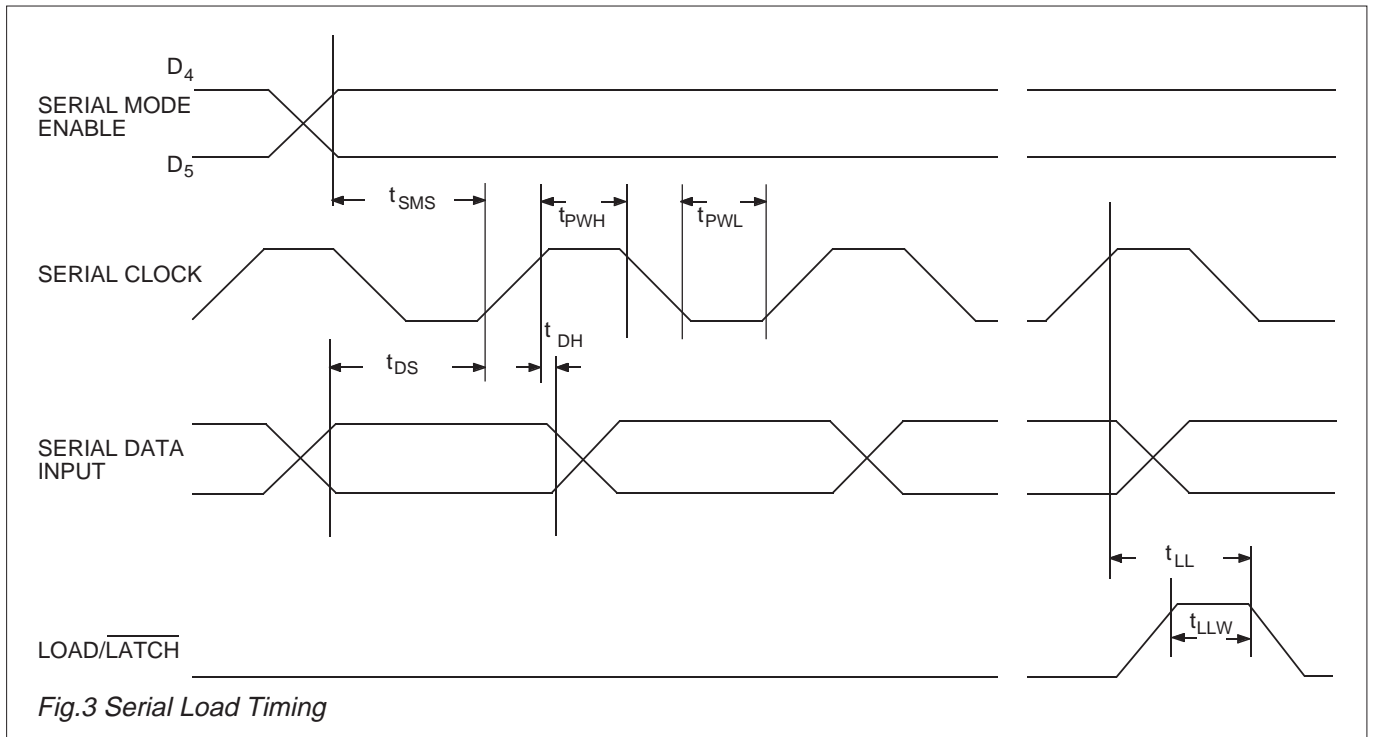 D4
SERIAL MODE
ENABLE
D5
tSMS
tPWH
tPWL
SERIAL CLOCK
tDS
t DH
SERIAL DATA
INPUT
tLL
tLLW
LOAD/LATCH
Fig.3 Serial Load Timing